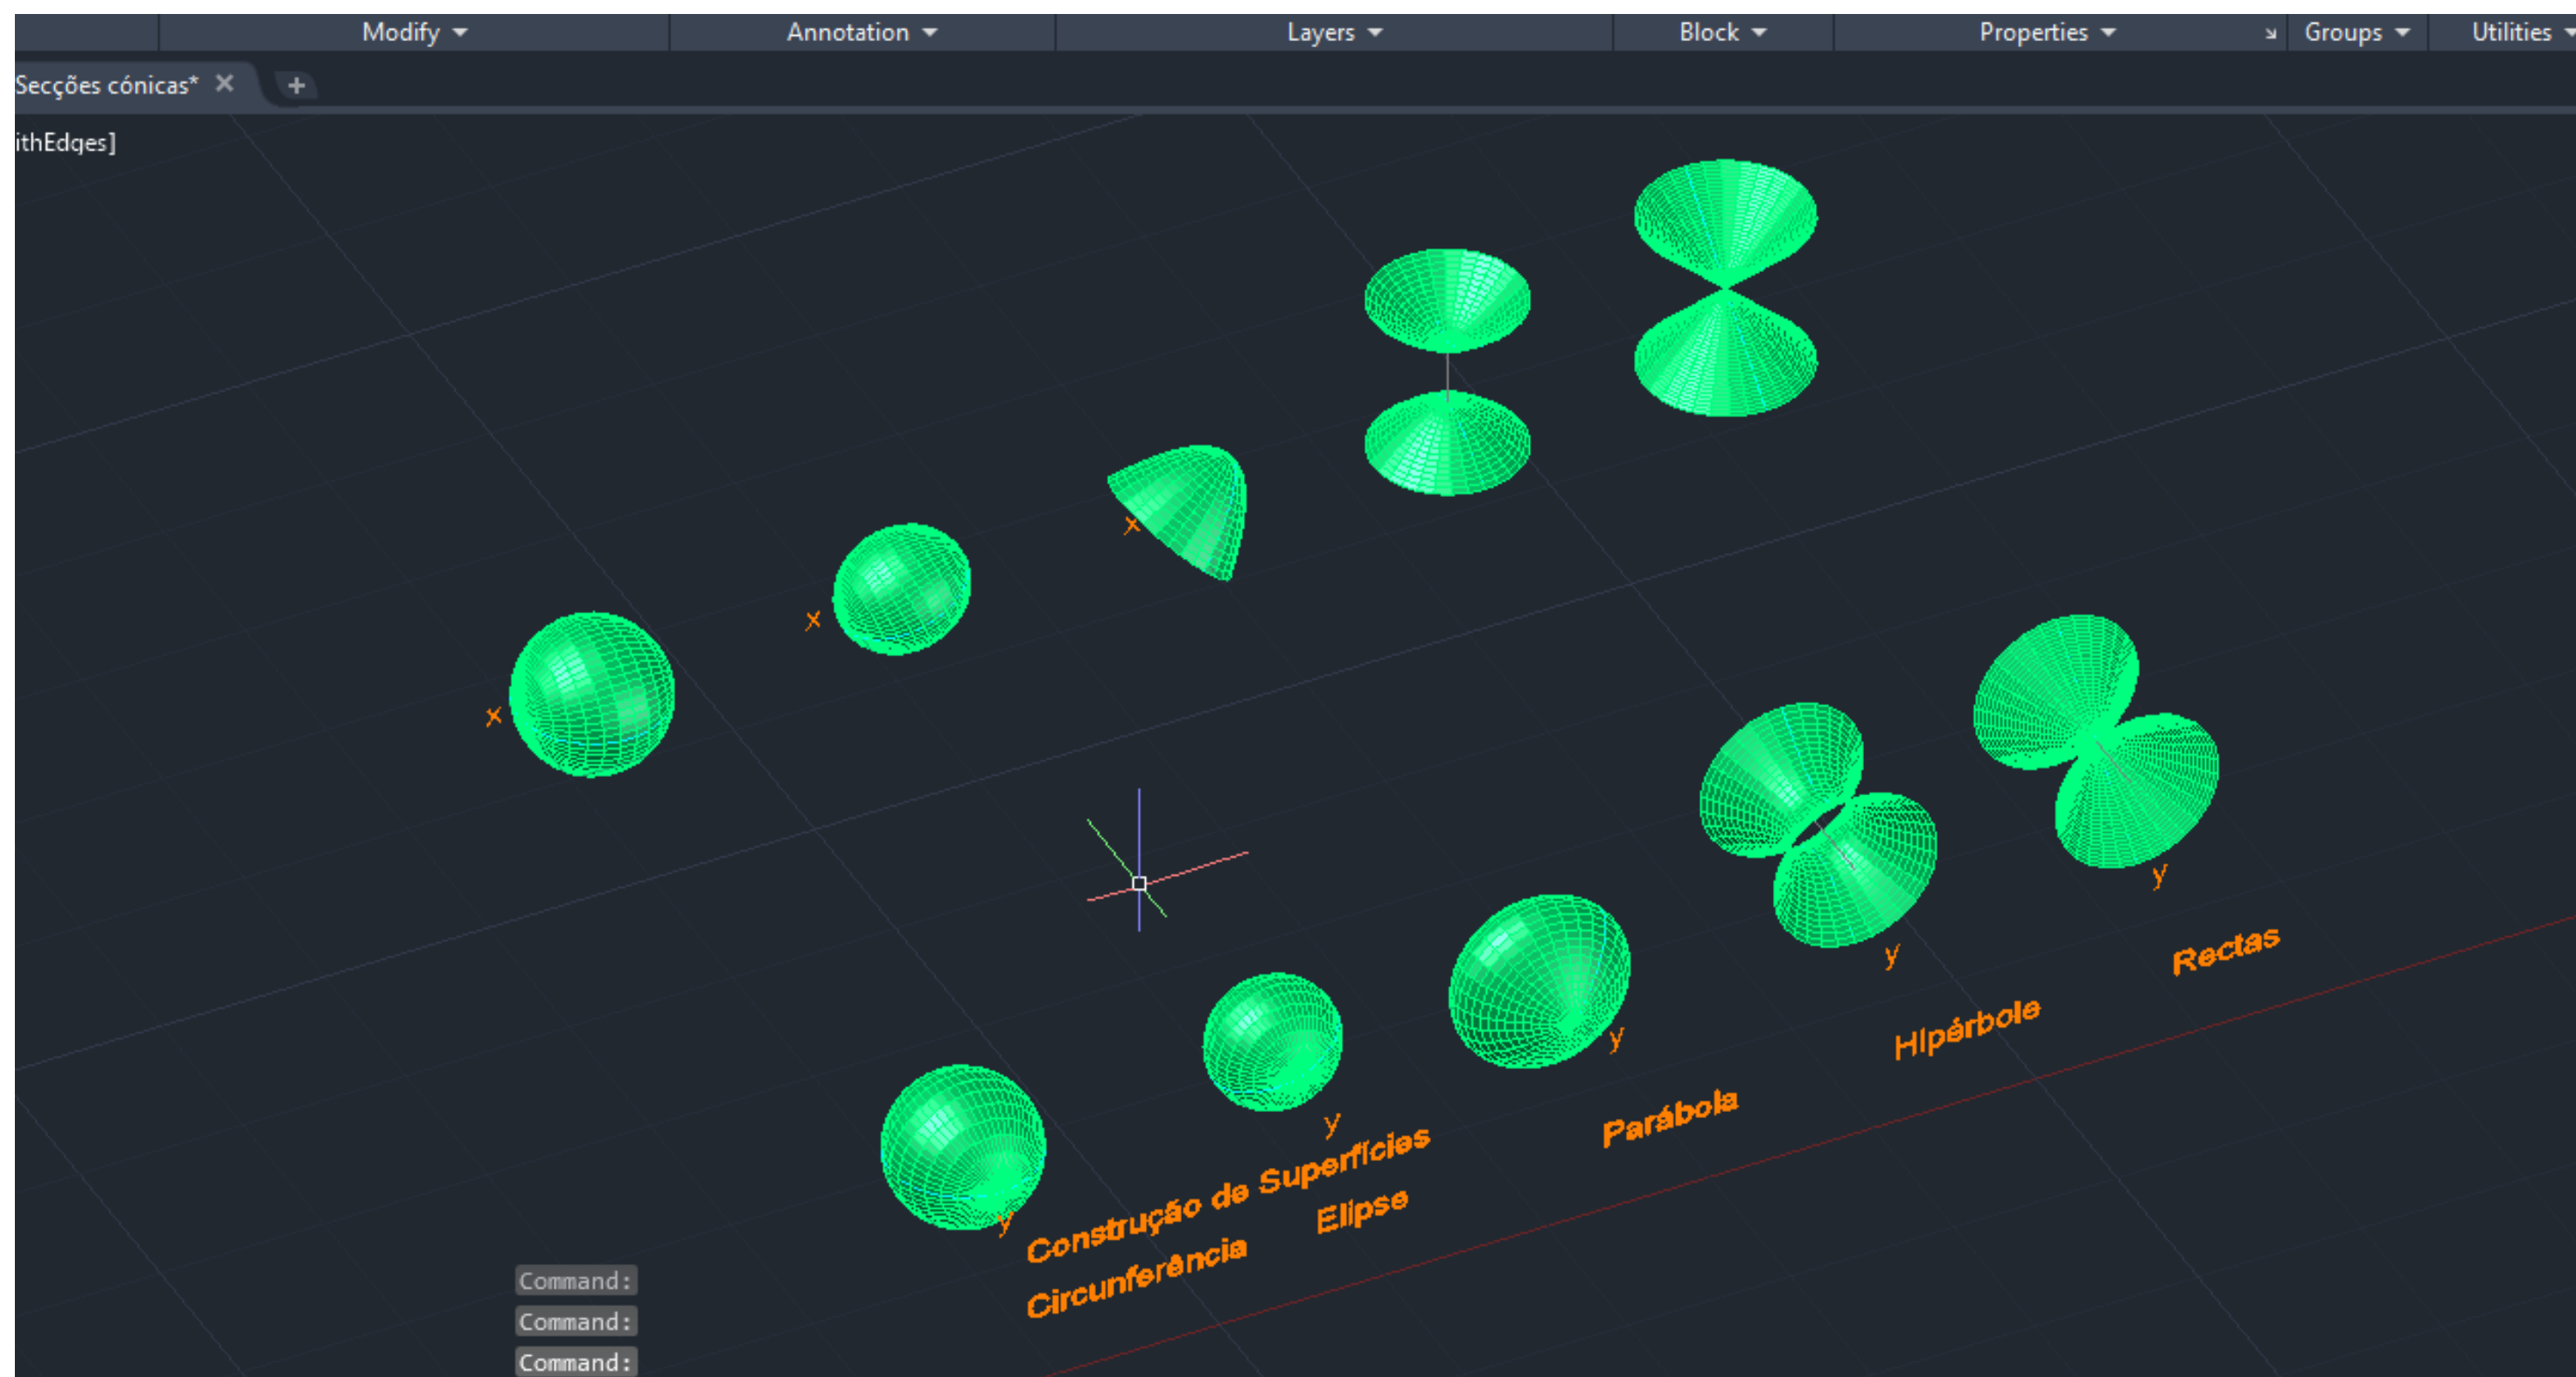 Modify Annotation Layers Block Properties Groups Utilities
Secções cónicas*
ithEdges]
x
x
x
y
y
y
y
y
Rectas
Hipérbole
Parábola
Construção de Superfícies
Elipse
Circunferência
Command:
Command:
Command: